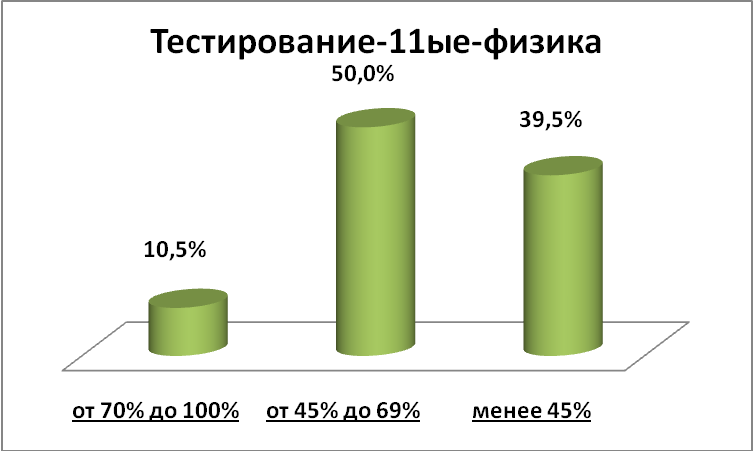 Тестирование-11ые-физика
50,0%
39,5%
10,5%
от 70% до 100%
от 45% до 69%
менее 45%